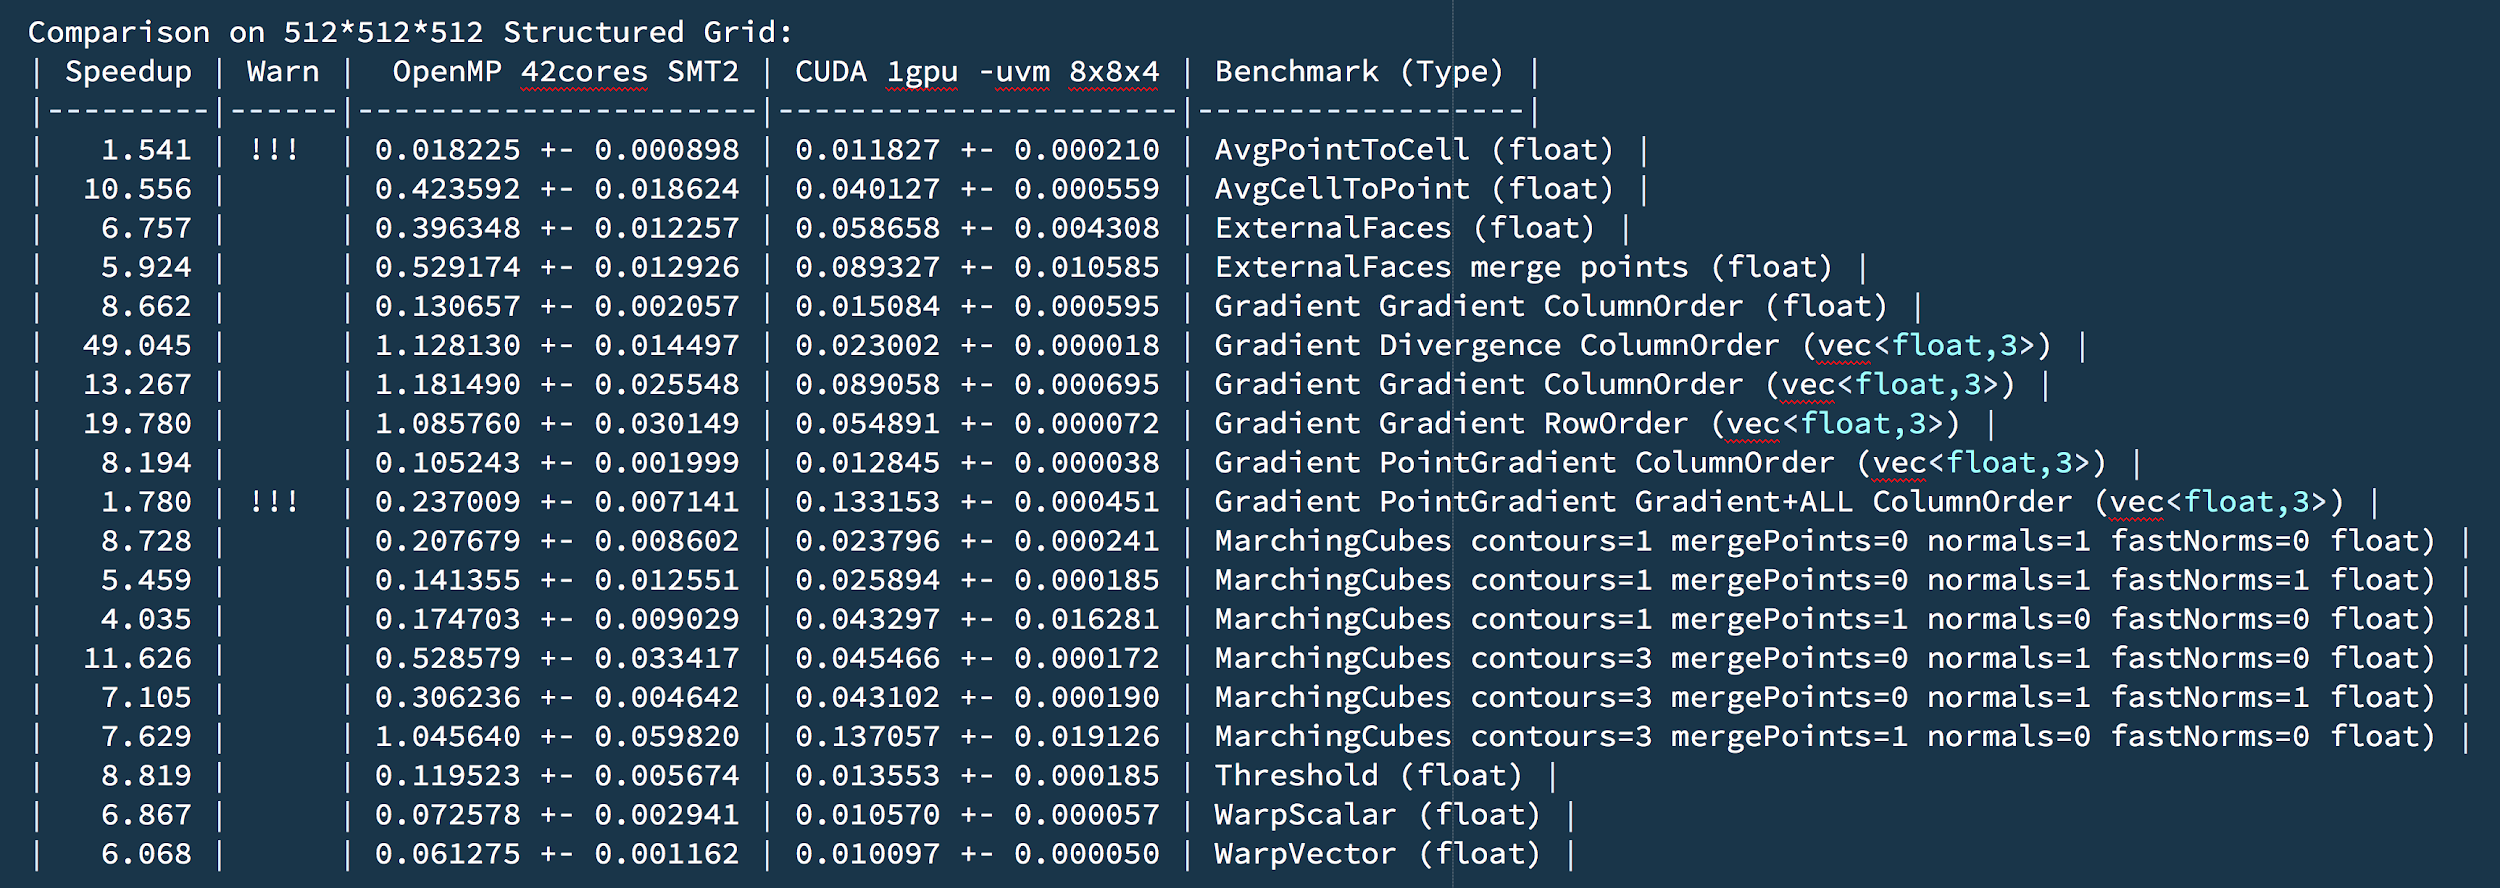 Comparison on 512*512*512 Structured Grid:
| Speedup | Warn |  OpenMP 42cores SMT2 | CUDA 1gpu -uvm 8x8x4 | Benchmark (Type) |
|---------|------|----------------------|----------------------|------------------|
|   1.541 | !!!  | 0.018225 +- 0.000898 | 0.011827 +- 0.000210 | AvgPointToCell (float) |
|  10.556 |      | 0.423592 +- 0.018624 | 0.040127 +- 0.000559 | AvgCellToPoint (float) |
|   6.757 |      | 0.396348 +- 0.012257 | 0.058658 +- 0.004308 | ExternalFaces (float) |
|   5.924 |      | 0.529174 +- 0.012926 | 0.089327 +- 0.010585 | ExternalFaces merge points (float) |
|   8.662 |      | 0.130657 +- 0.002057 | 0.015084 +- 0.000595 | Gradient Gradient ColumnOrder (float) |
|  49.045 |      | 1.128130 +- 0.014497 | 0.023002 +- 0.000018 | Gradient Divergence ColumnOrder (vec<float,3>) |
|  13.267 |      | 1.181490 +- 0.025548 | 0.089058 +- 0.000695 | Gradient Gradient ColumnOrder (vec<float,3>) |
|  19.780 |      | 1.085760 +- 0.030149 | 0.054891 +- 0.000072 | Gradient Gradient RowOrder (vec<float,3>) |
|   8.194 |      | 0.105243 +- 0.001999 | 0.012845 +- 0.000038 | Gradient PointGradient ColumnOrder (vec<float,3>) |
|   1.780 | !!!  | 0.237009 +- 0.007141 | 0.133153 +- 0.000451 | Gradient PointGradient Gradient+ALL ColumnOrder (vec<float,3>) |
|   8.728 |      | 0.207679 +- 0.008602 | 0.023796 +- 0.000241 | MarchingCubes contours=1 mergePoints=0 normals=1 fastNorms=0 float) |
|   5.459 |      | 0.141355 +- 0.012551 | 0.025894 +- 0.000185 | MarchingCubes contours=1 mergePoints=0 normals=1 fastNorms=1 float) |
|   4.035 |      | 0.174703 +- 0.009029 | 0.043297 +- 0.016281 | MarchingCubes contours=1 mergePoints=1 normals=0 fastNorms=0 float) |
|  11.626 |      | 0.528579 +- 0.033417 | 0.045466 +- 0.000172 | MarchingCubes contours=3 mergePoints=0 normals=1 fastNorms=0 float) |
|   7.105 |      | 0.306236 +- 0.004642 | 0.043102 +- 0.000190 | MarchingCubes contours=3 mergePoints=0 normals=1 fastNorms=1 float) |
|   7.629 |      | 1.045640 +- 0.059820 | 0.137057 +- 0.019126 | MarchingCubes contours=3 mergePoints=1 normals=0 fastNorms=0 float) |
|   8.819 |      | 0.119523 +- 0.005674 | 0.013553 +- 0.000185 | Threshold (float) |
|   6.867 |      | 0.072578 +- 0.002941 | 0.010570 +- 0.000057 | WarpScalar (float) |
|   6.068 |      | 0.061275 +- 0.001162 | 0.010097 +- 0.000050 | WarpVector (float) |